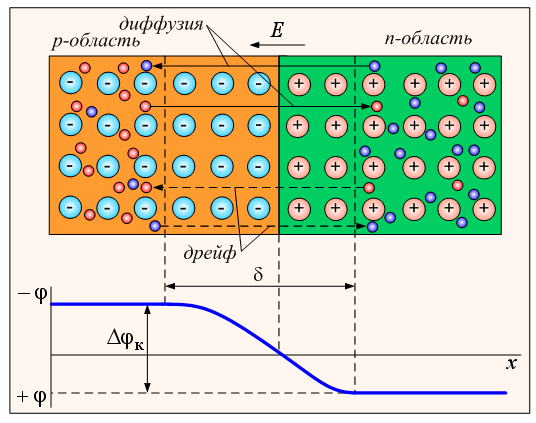 диффузия
E
p-область
n-область
- - - - - - + + + + +
- - - - - - + + + + +
- - - - - - + + + + +
- - - - - - + + + + +
дрейф
δ
– φ
Δφк
x
+ φ